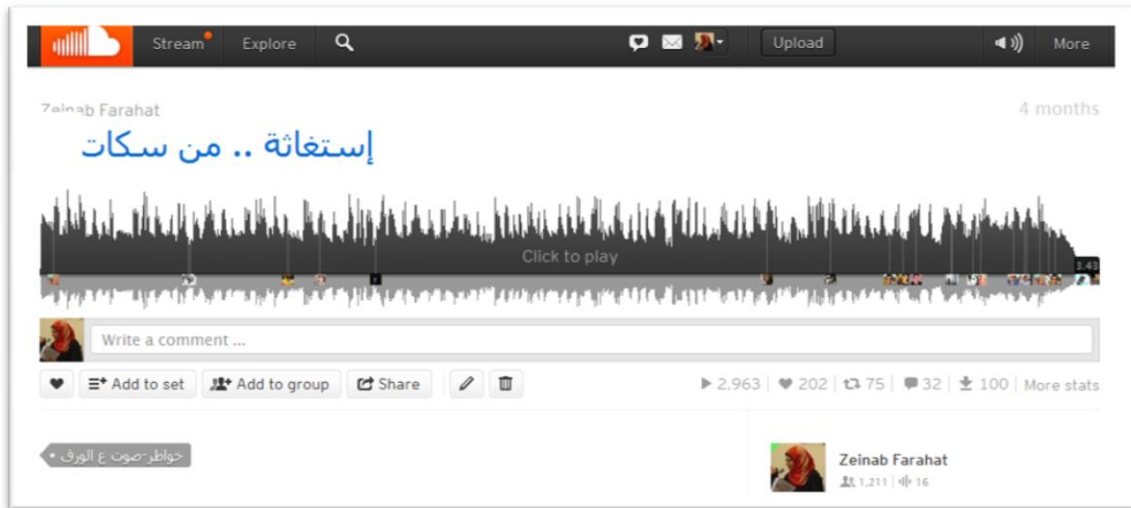 Stream Explore Upload More
Zeinab Farahat 4 months
إستغاثة .. من سكات
Click to play
3.43
Write a comment ...
Add to set Add to group Share 2,963 202 75 32 100 More stats
خواطر-صوت ع الورق
Zeinab Farahat
1,211 16